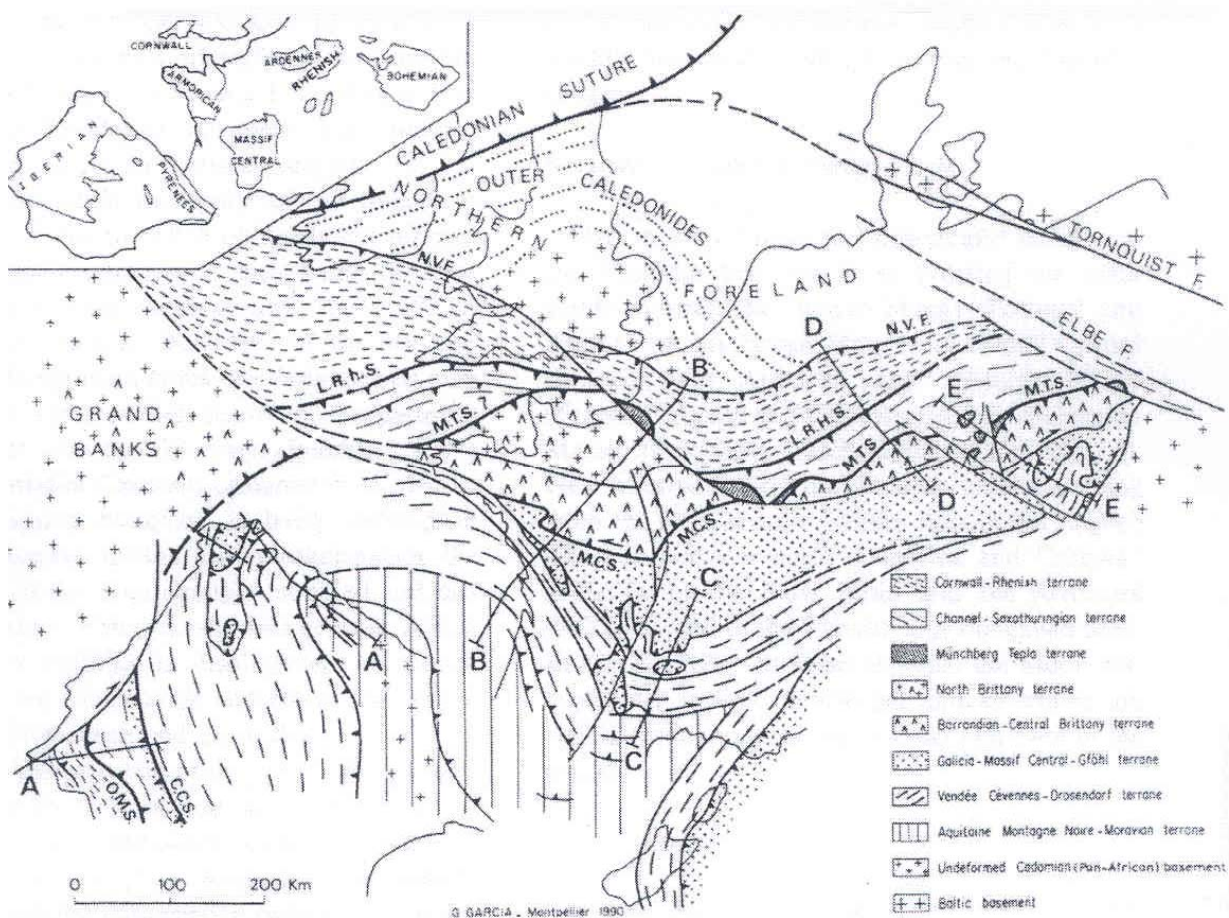 CORNWALL
ARMORICAN
ARDENNER
RHENISH
BOHEMIAN
MASSIF
CENTRAL
IBERIAN
PYRENEES
CALEDONIAN SUTURE
?
NORTHERN
OUTER
CALEDONIDES
FORELAND
N.V.F.
TORNQUIST F.
N.V.F.
ELBE F.
D
B
E
L.R.h.S.
M.T.S.?
M.T.S.
L.R.H.S.
M.T.S.
GRAND
BANKS
D
E
M.C.S.
M.C.S.
C
A
B
C
A
O.M.S.
C.C.S.
Cornwall-Rhenish terrane
Channel-Saxothuringian terrane
Münchberg Tepla terrane
North Brittany terrane
Barrandian-Central Brittany terrane
Galicia-Massif Central-Gföhl terrane
Vendée Cévennes-Drosendorf terrane
Aquitaine Montagne Noire-Moravian terrane
Undeformed Cadomian (Pan-African) basement
Baltic basement
0 100 200 Km
G GARCIA - Montpellier 1990